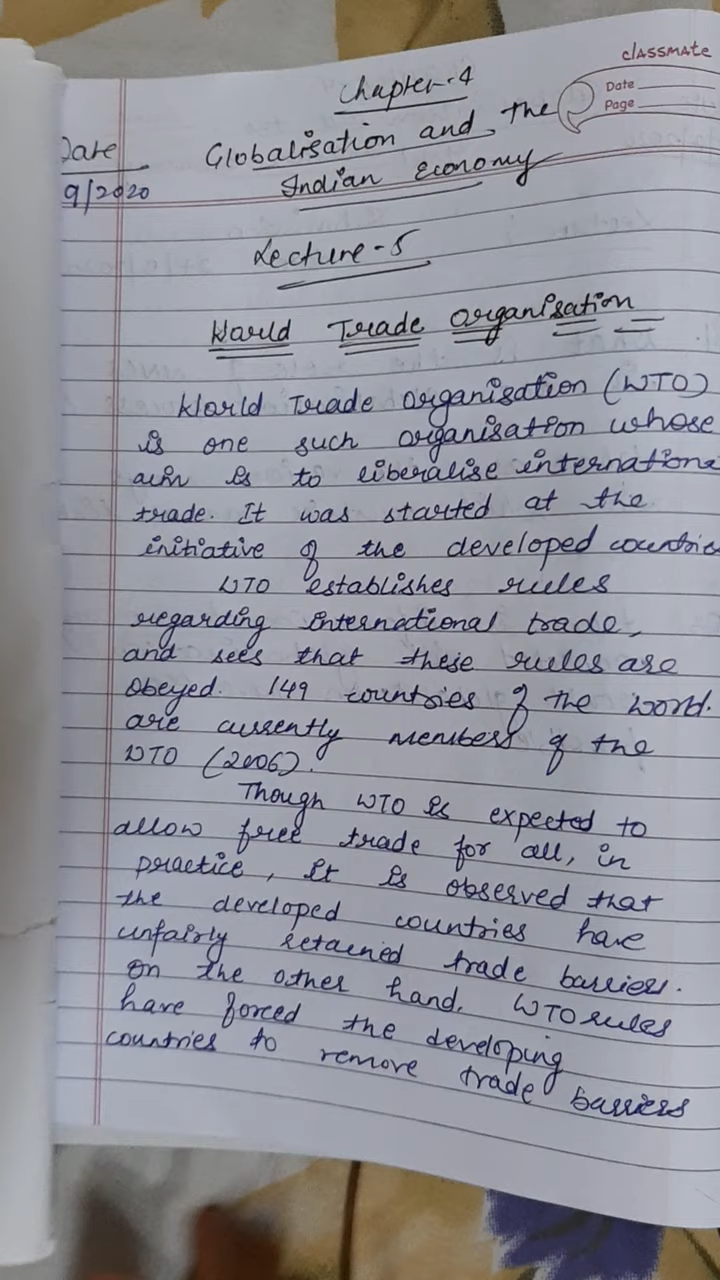 classmate
Date
Page
Chapter-4
Date
9/2020
Globalisation and the
Indian Economy
Lecture-5
World Trade Organisation
World Trade Organisation (WTO)
is one such organisation whose
aim is to liberalise internationa
trade. It was started at the
initiative of the developed countrie
WTO establishes rules
regarding international trade,
and sees that these rules are
obeyed. 149 countries of the world.
are currently members of the
WTO (2006).
Though WTO is expected to
allow free trade for all, in
practice, it is observed that
the developed countries have
unfairly retained trade barriers.
on the other hand, WTO rules
have forced the developing
countries to remove trade barriers